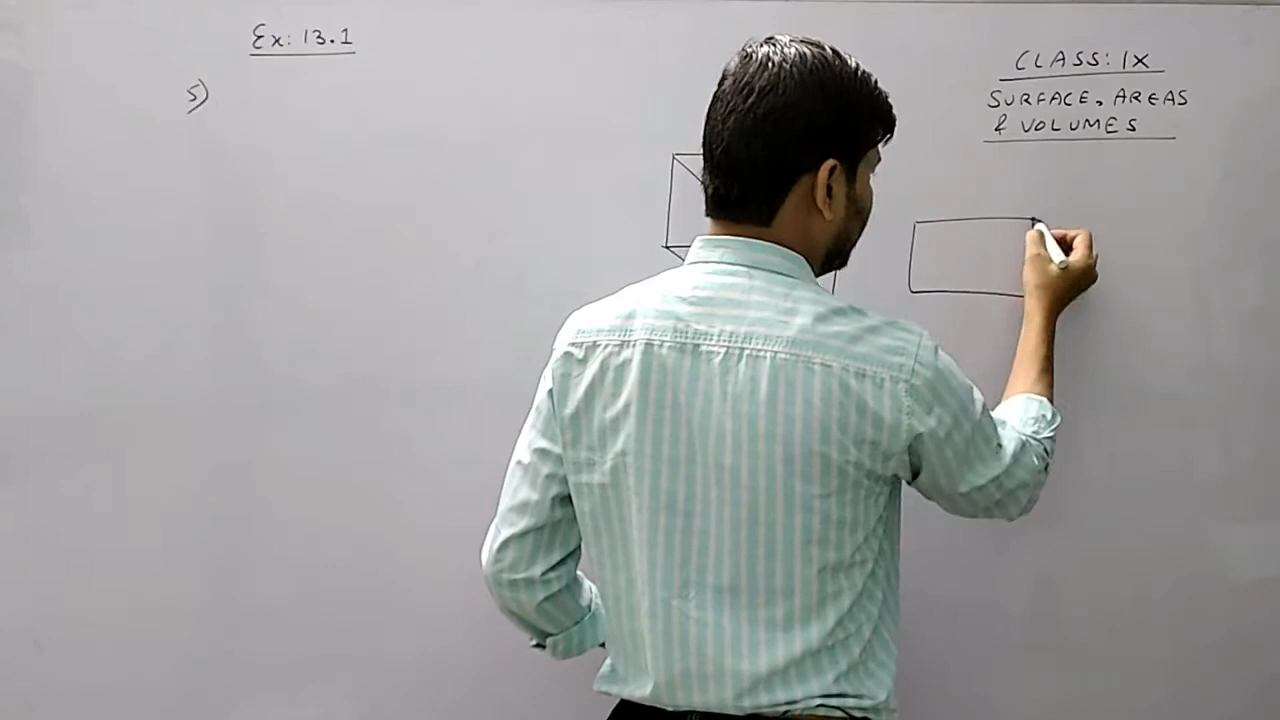 Ex: 13.1
CLASS: IX
5)
SURFACE, AREAS
& VOLUMES